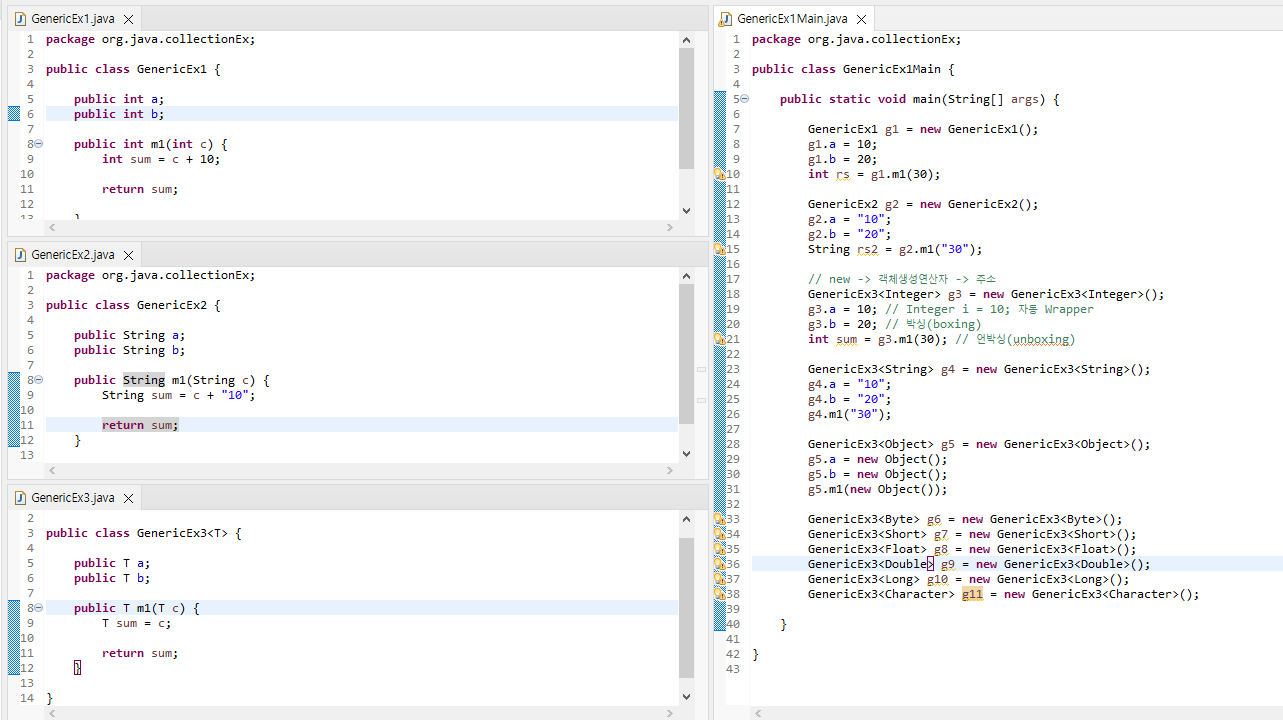 GenericEx1.java
1 package org.java.collectionEx;
2
3 public class GenericEx1 {
4
5     public int a;
6     public int b;
7
8     public int m1(int c) {
9         int sum = c + 10;
10
11         return sum;
12
13     }
GenericEx2.java
1 package org.java.collectionEx;
2
3 public class GenericEx2 {
4
5     public String a;
6     public String b;
7
8     public String m1(String c) {
9         String sum = c + "10";
10
11         return sum;
12     }
13
GenericEx3.java
2
3 public class GenericEx3<T> {
4
5     public T a;
6     public T b;
7
8     public T m1(T c) {
9         T sum = c;
10
11         return sum;
12     }
13
14 }
GenericEx1Main.java
1 package org.java.collectionEx;
2
3 public class GenericEx1Main {
4
5     public static void main(String[] args) {
6
7         GenericEx1 g1 = new GenericEx1();
8         g1.a = 10;
9         g1.b = 20;
10         int rs = g1.m1(30);
11
12         GenericEx2 g2 = new GenericEx2();
13         g2.a = "10";
14         g2.b = "20";
15         String rs2 = g2.m1("30");
16
17         // new -> 객체생성연산자 -> 주소
18         GenericEx3<Integer> g3 = new GenericEx3<Integer>();
19         g3.a = 10; // Integer i = 10; 자동 Wrapper
20         g3.b = 20; // 박싱(boxing)
21         int sum = g3.m1(30); // 언박싱(unboxing)
22
23         GenericEx3<String> g4 = new GenericEx3<String>();
24         g4.a = "10";
25         g4.b = "20";
26         g4.m1("30");
27
28         GenericEx3<Object> g5 = new GenericEx3<Object>();
29         g5.a = new Object();
30         g5.b = new Object();
31         g5.m1(new Object());
32
33         GenericEx3<Byte> g6 = new GenericEx3<Byte>();
34         GenericEx3<Short> g7 = new GenericEx3<Short>();
35         GenericEx3<Float> g8 = new GenericEx3<Float>();
36         GenericEx3<Double> g9 = new GenericEx3<Double>();
37         GenericEx3<Long> g10 = new GenericEx3<Long>();
38         GenericEx3<Character> g11 = new GenericEx3<Character>();
39
40     }
41
42 }
43